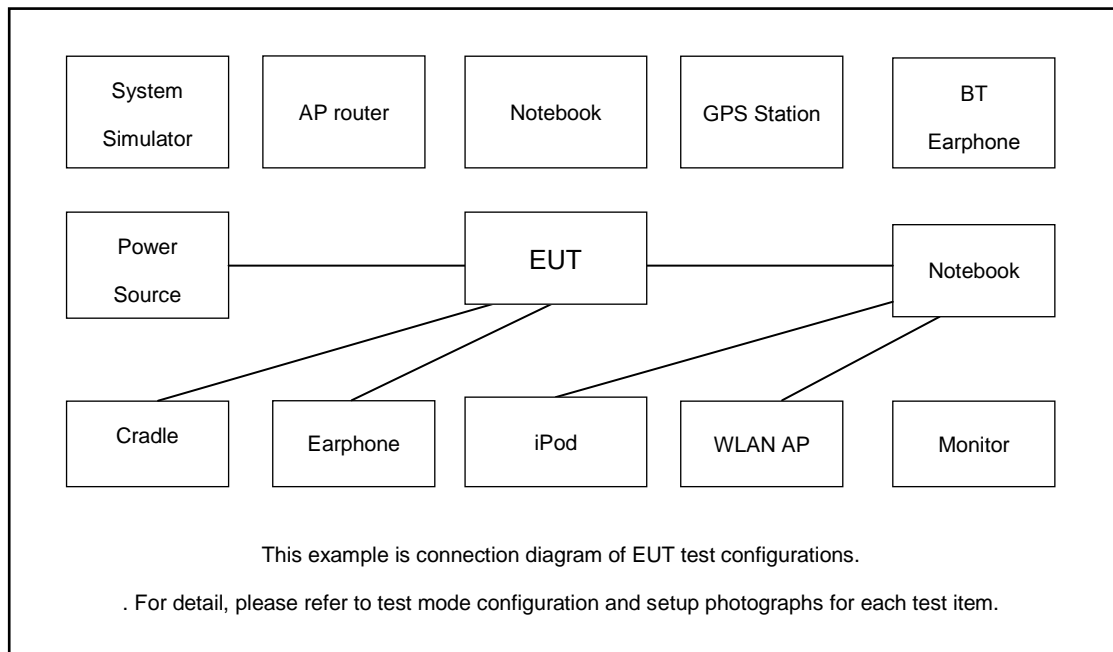 System
Simulator
AP router
Notebook
GPS Station
BT
Earphone
Power
Source
EUT
Notebook
Cradle
Earphone
iPod
WLAN AP
Monitor
This example is connection diagram of EUT test configurations.
. For detail, please refer to test mode configuration and setup photographs for each test item.